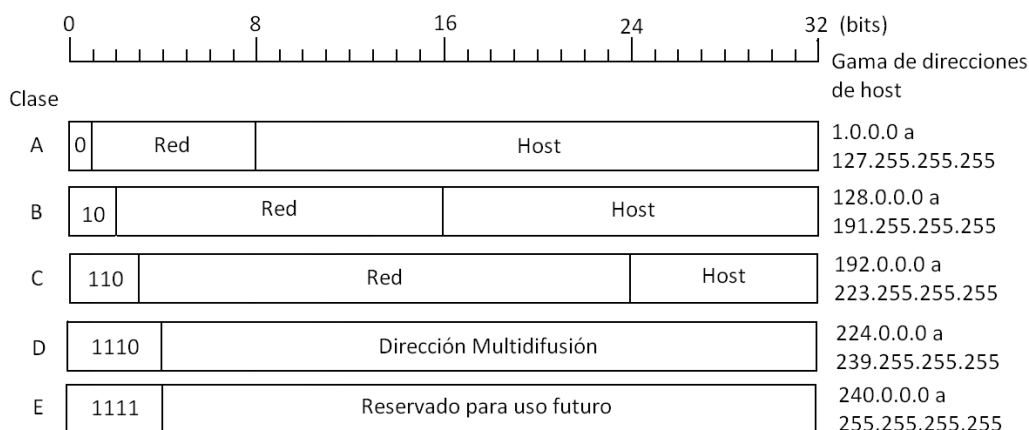 0 8 16 24 32 (bits)
Gama de direcciones
de host
Clase
A 0 Red Host 1.0.0.0 a
127.255.255.255
B 10 Red Host 128.0.0.0 a
191.255.255.255
C 110 Red Host 192.0.0.0 a
223.255.255.255
D 1110 Dirección Multidifusión 224.0.0.0 a
239.255.255.255
E 1111 Reservado para uso futuro 240.0.0.0 a
255.255.255.255